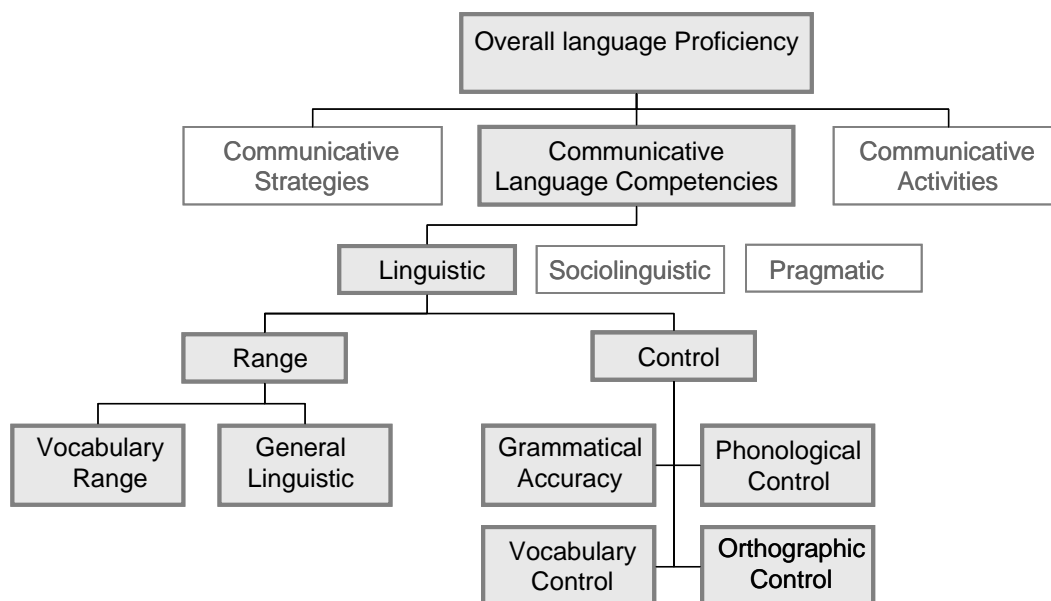 Overall language Proficiency
Communicative
Strategies
Communicative
Language Competencies
Communicative
Activities
Linguistic
Sociolinguistic
Pragmatic
Range
Control
Vocabulary
Range
General
Linguistic
Grammatical
Accuracy
Phonological
Control
Vocabulary
Control
Orthographic
Control